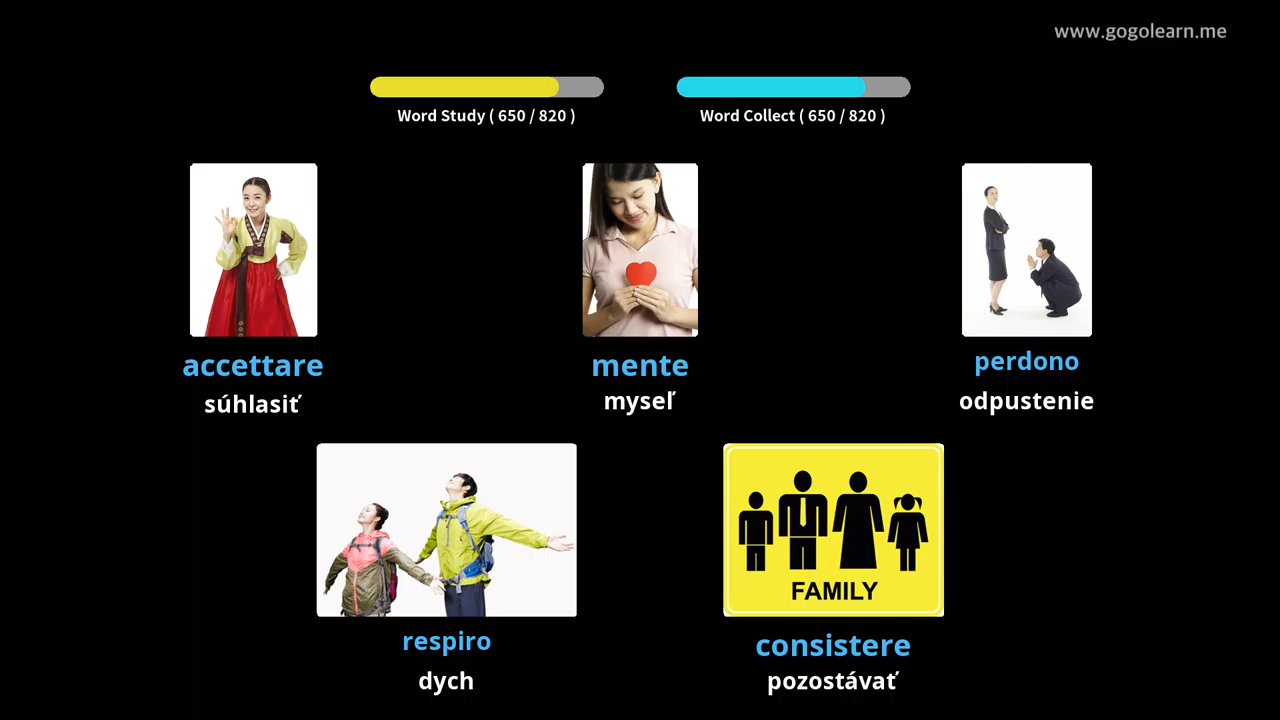 www.gogolearn.me
Word Study ( 650 / 820 )
Word Collect ( 650 / 820 )
accettare
súhlasiť
mente
myseľ
perdono
odpustenie
FAMILY
respiro
dych
consistere
pozostávať